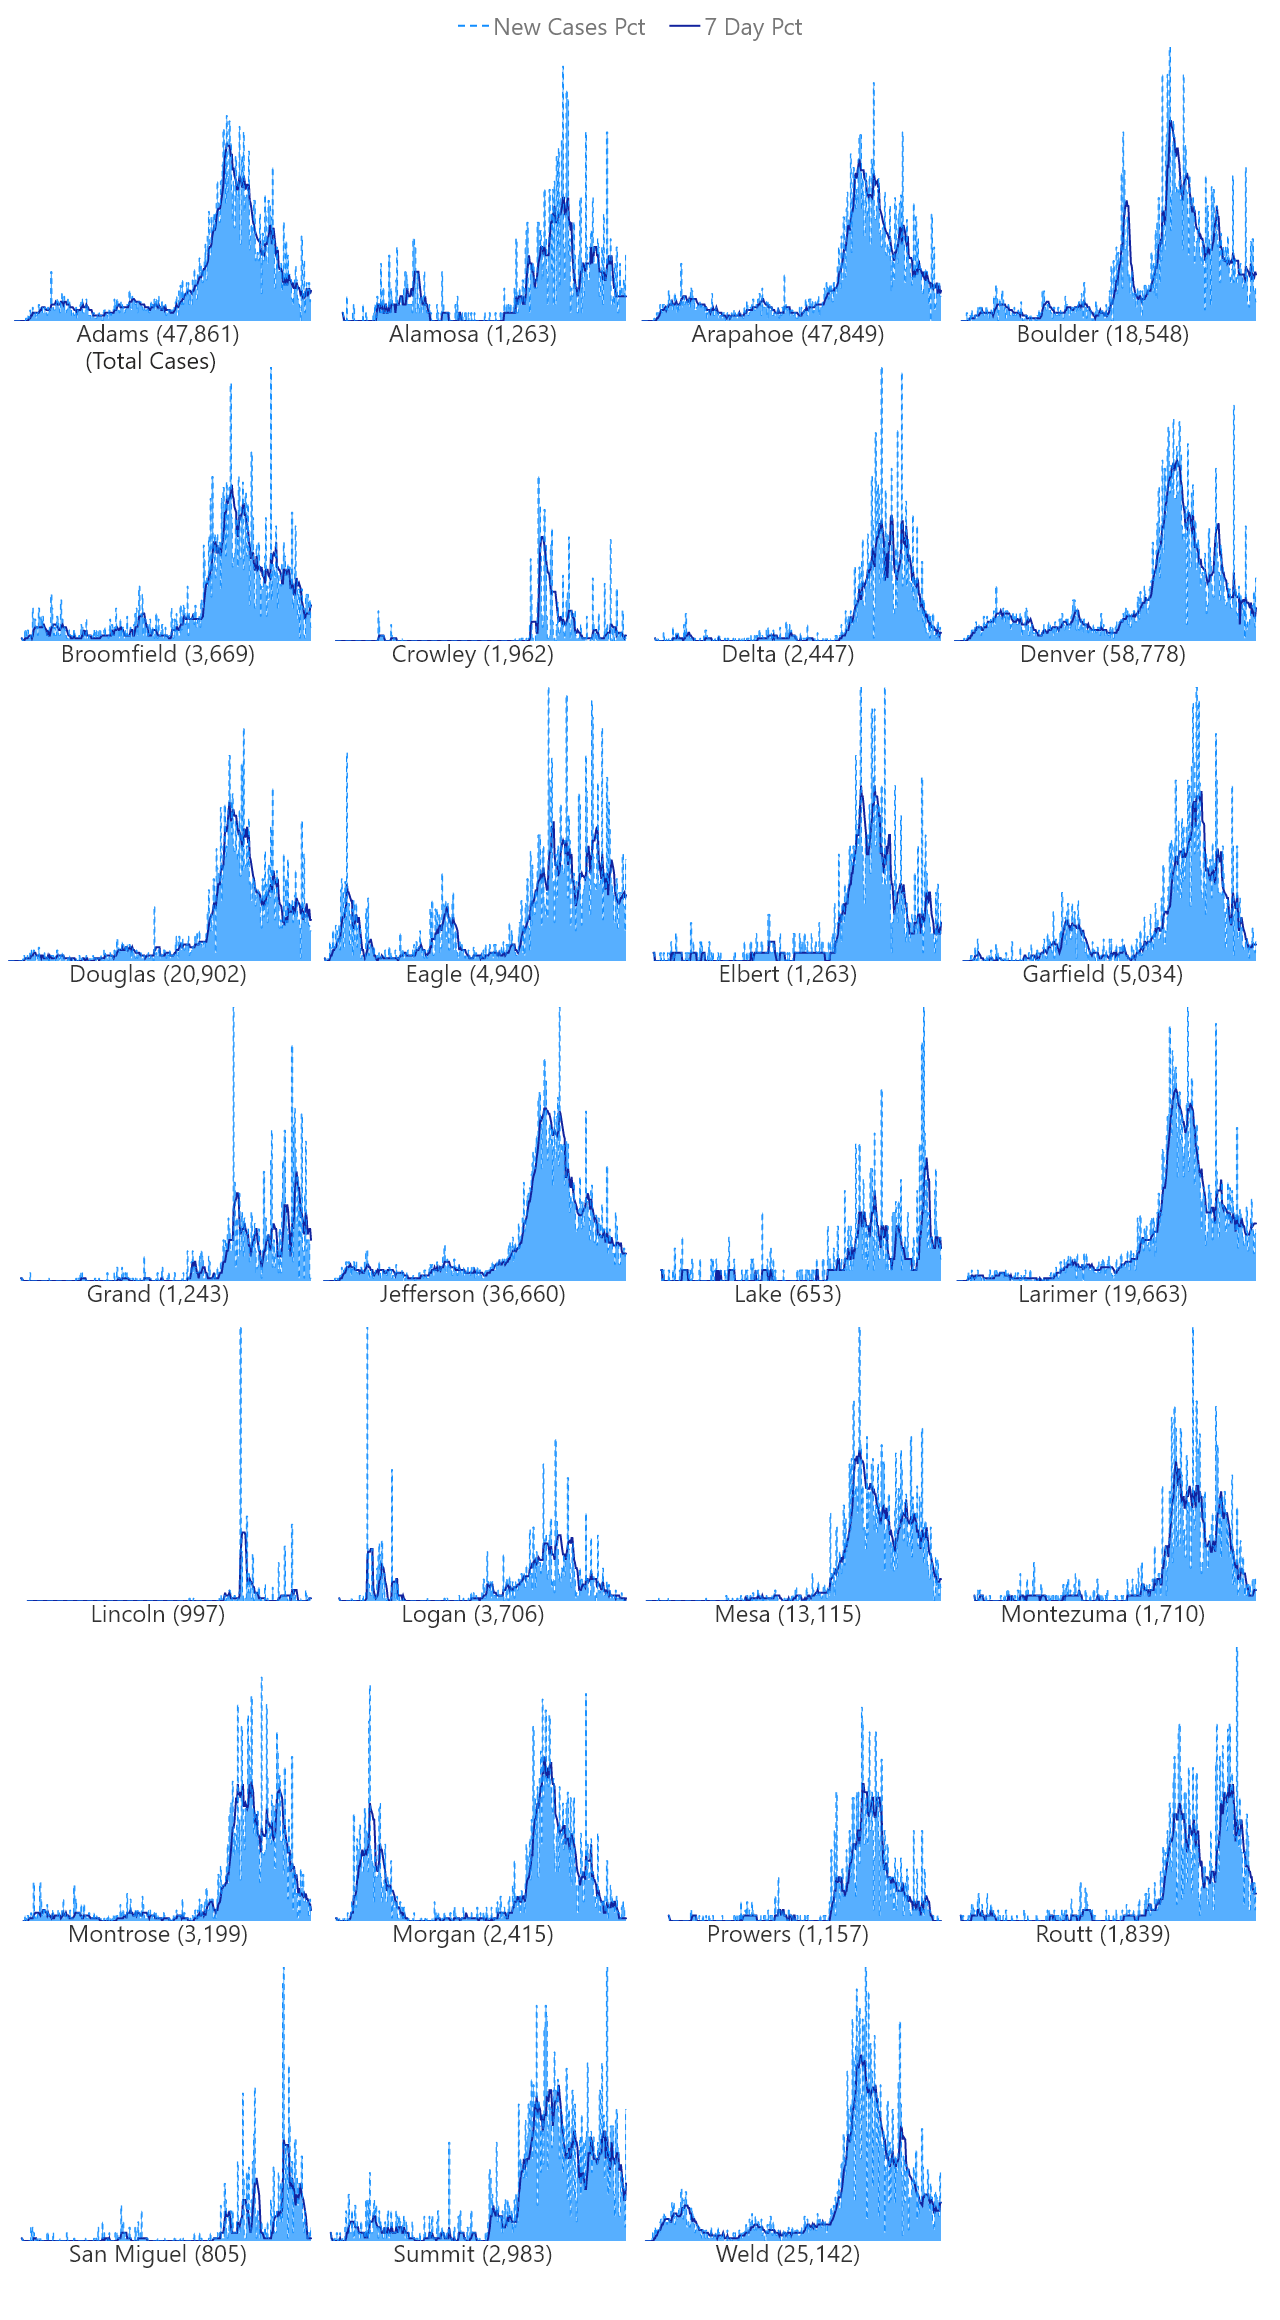 New Cases Pct 7 Day Pct
Adams (47,861) Alamosa (1,263) Arapahoe (47,849) Boulder (18,548)
(Total Cases)
Broomfield (3,669) Crowley (1,962) Delta (2,447) Denver (58,778)
Douglas (20,902) Eagle (4,940) Elbert (1,263) Garfield (5,034)
Grand (1,243) Jefferson (36,660) Lake (653) Larimer (19,663)
Lincoln (997) Logan (3,706) Mesa (13,115) Montezuma (1,710)
Montrose (3,199) Morgan (2,415) Prowers (1,157) Routt (1,839)
San Miguel (805) Summit (2,983) Weld (25,142)